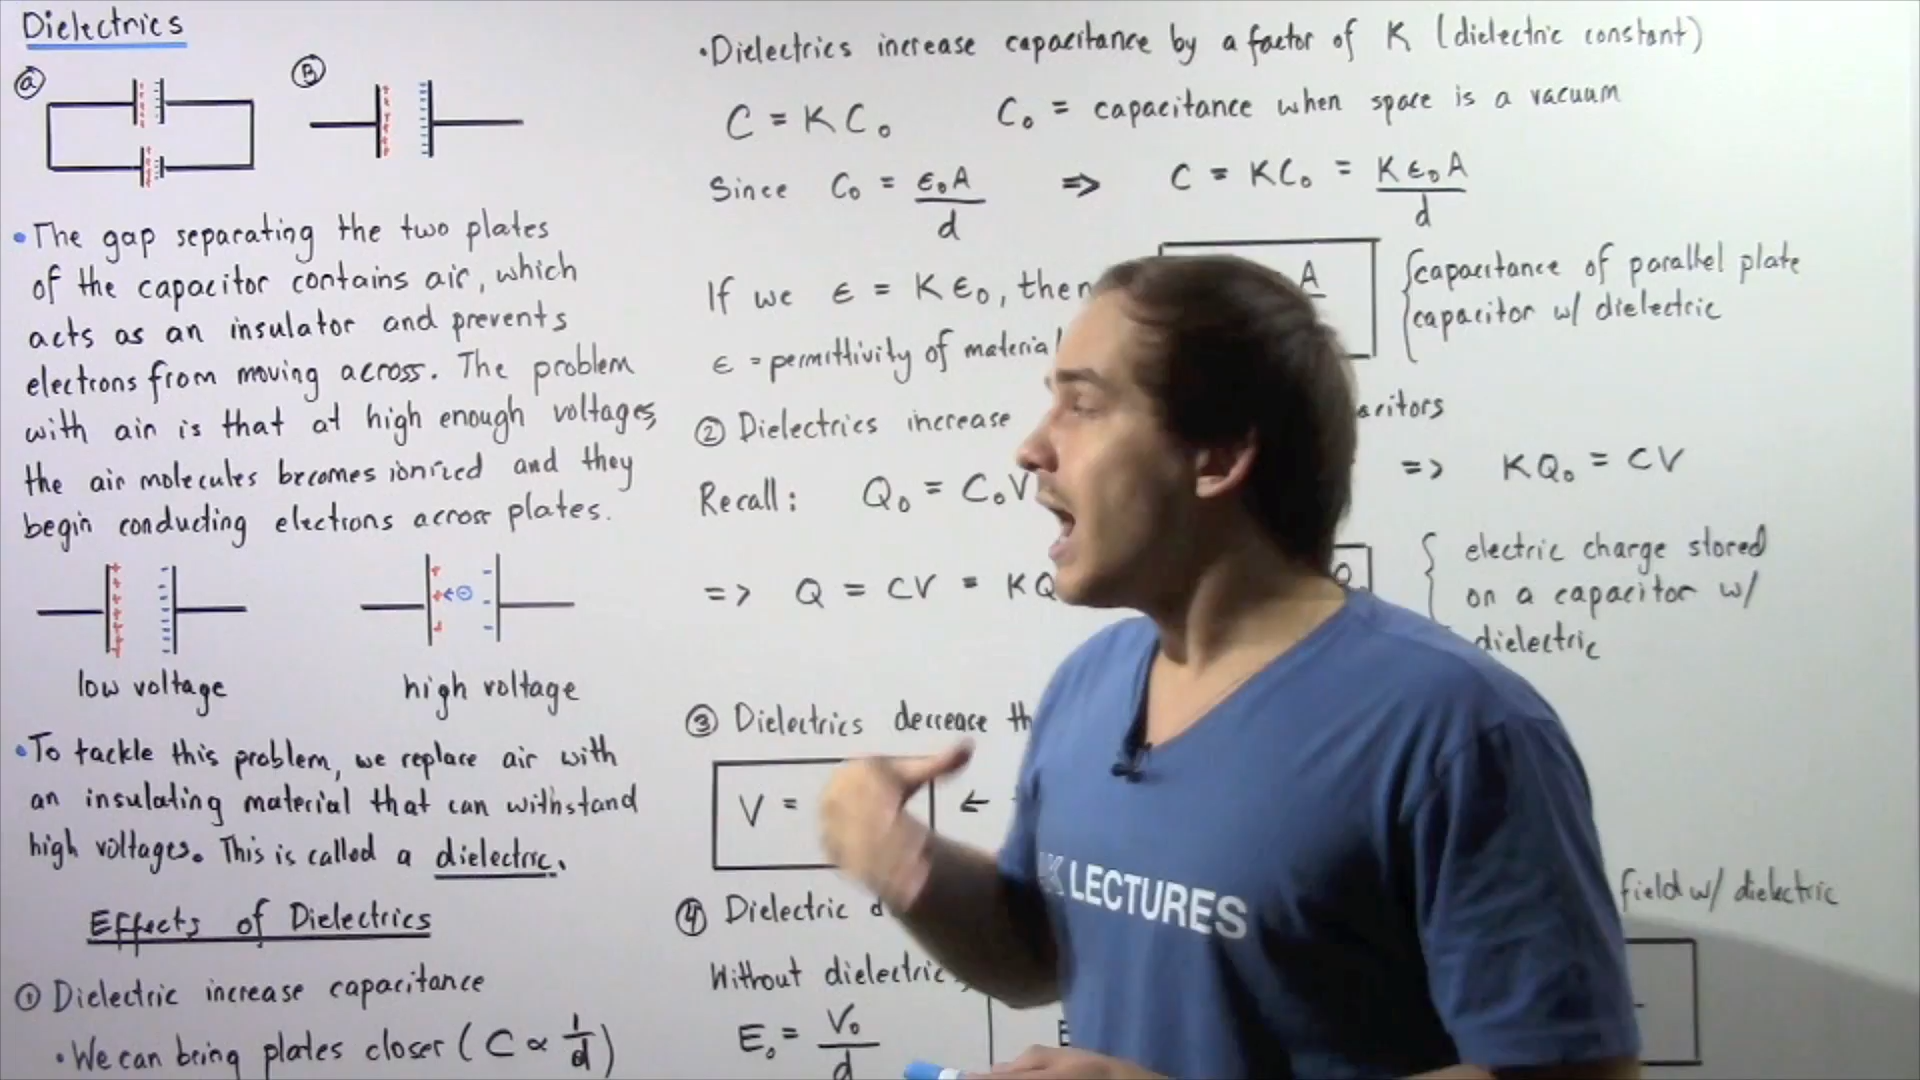 Dielectrics
a
B
• The gap separating the two plates
of the capacitor contains air, which
acts as an insulator and prevents
electrons from moving across. The problem
with air is that at high enough voltages,
the air molecules becomes ionized and they
begin conducting electrons across plates.
low voltage
high voltage
• To tackle this problem, we replace air with
an insulating material that can withstand
high voltages. This is called a dielectric.
Effects of Dielectrics
① Dielectric increase capacitance
• We can being plates closer (C ∝ 1/d)
• Dielectrics increase capacitance by a factor of K (dielectric constant)
C = KC₀ C₀ = capacitance when space is a vacuum
Since C₀ = ε₀A/d ⇒ C = KC₀ = Kε₀A/d
If we ε = Kε₀, then A
{capacitance of parallel plate
capacitor w/ dielectric
ε = permittivity of material
② Dielectrics increase
Recall: Q₀ = C₀V => KQ₀ = CV
=> Q = CV = KQ
{ electric charge stored
on a capacitor w/
dielectric
③ Dielectrics decrease th
V = ←
④ Dielectric d
field w/ dielectric
Without dielectric,
E₀ = V₀/d E
LECTURES